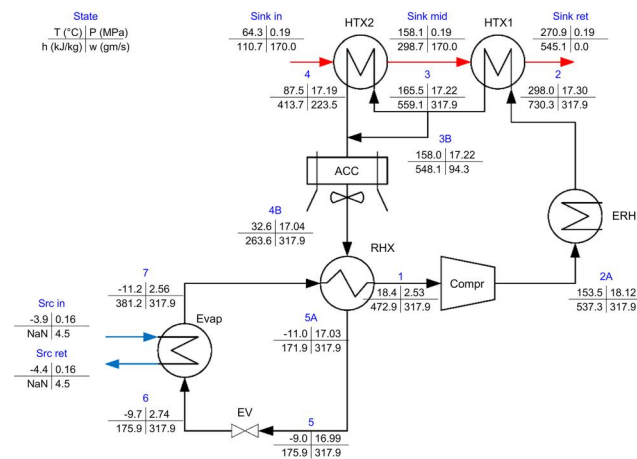 State
T (°C) P (MPa)
h (kJ/kg) w (gm/s)
Sink in
64.3 0.19
110.7 170.0
HTX2
Sink mid
158.1 0.19
298.7 170.0
HTX1
Sink ret
270.9 0.19
545.1 0.0
4
87.5 17.19
413.7 223.5
3
165.5 17.22
559.1 317.9
2
298.0 17.30
730.3 317.9
3B
158.0 17.22
548.1 94.3
ACC
ERH
4B
32.6 17.04
263.6 317.9
RHX
7
-11.2 2.56
381.2 317.9
1
18.4 2.53
472.9 317.9
Compr
2A
153.5 18.12
537.3 317.9
Src in
-3.9 0.16
NaN 4.5
Evap
5A
-11.0 17.03
171.9 317.9
Src ret
-4.4 0.16
NaN 4.5
6
-9.7 2.74
175.9 317.9
EV
5
-9.0 16.99
175.9 317.9